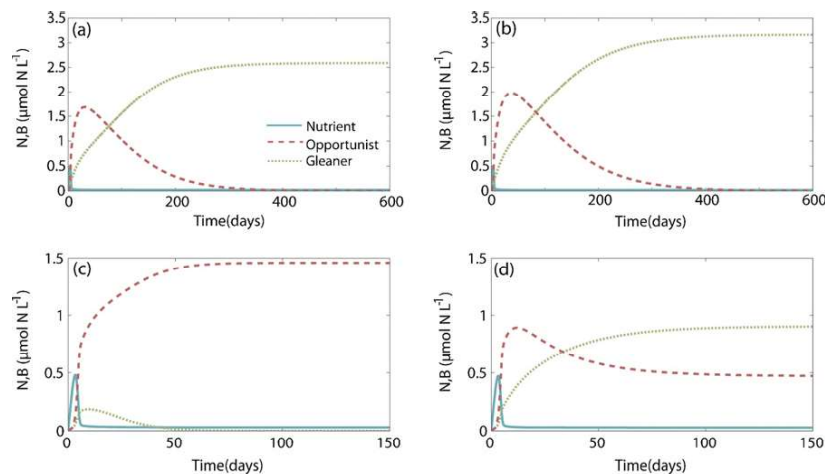 (a)
N,B (μmol N L⁻¹)
3.5
3
2.5
2
1.5
1
0.5
0
Nutrient
Opportunist
Gleaner
0 200 400 600
Time(days)
(b)
N,B (μmol N L⁻¹)
3.5
3
2.5
2
1.5
1
0.5
0
0 200 400 600
Time(days)
(c)
N,B (μmol N L⁻¹)
1.5
1
0.5
0
0 50 100 150
Time(days)
(d)
N,B (μmol N L⁻¹)
1.5
1
0.5
0
0 50 100 150
Time(days)